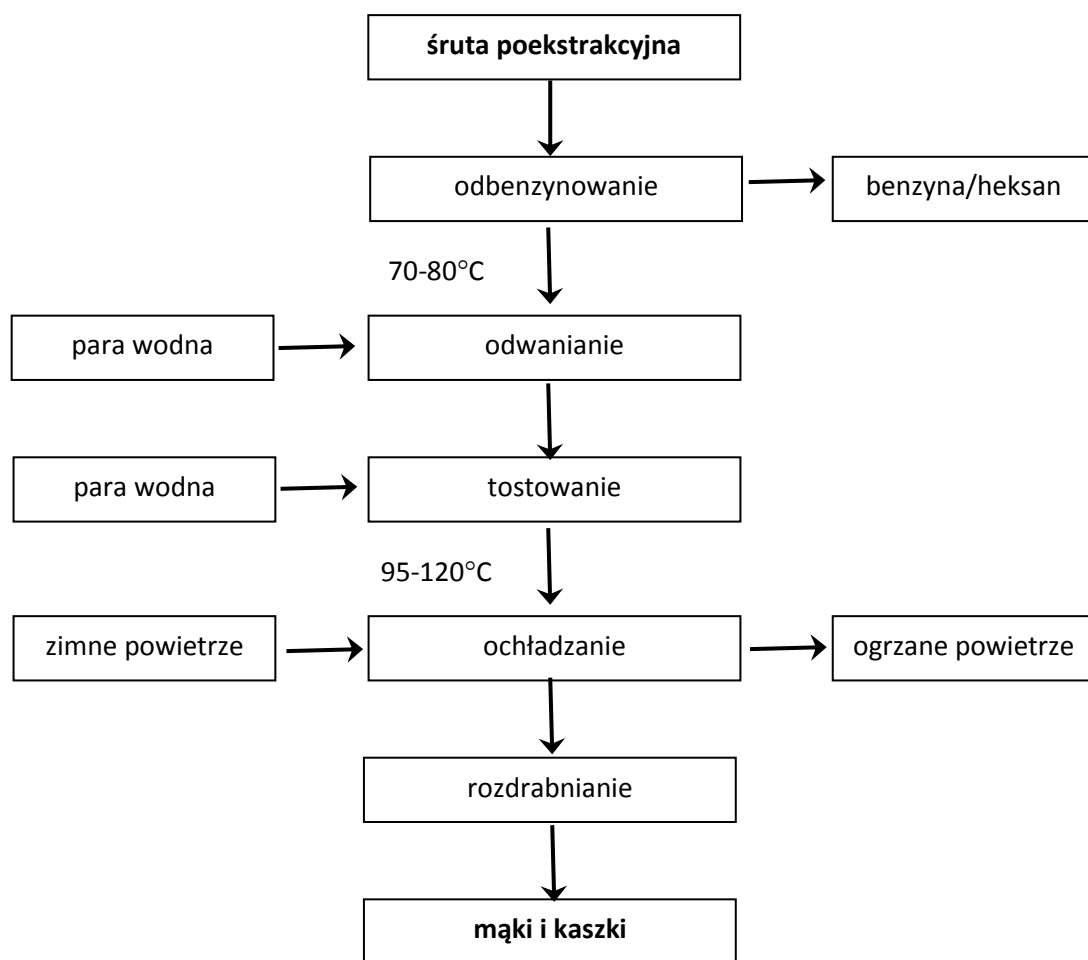 śruta poekstrakcyjna
odbenzynowanie
benzyna/heksan
70-80°C
para wodna
odwanianie
para wodna
tostowanie
95-120°C
zimne powietrze
ochładzanie
ogrzane powietrze
rozdrabnianie
mąki i kaszki